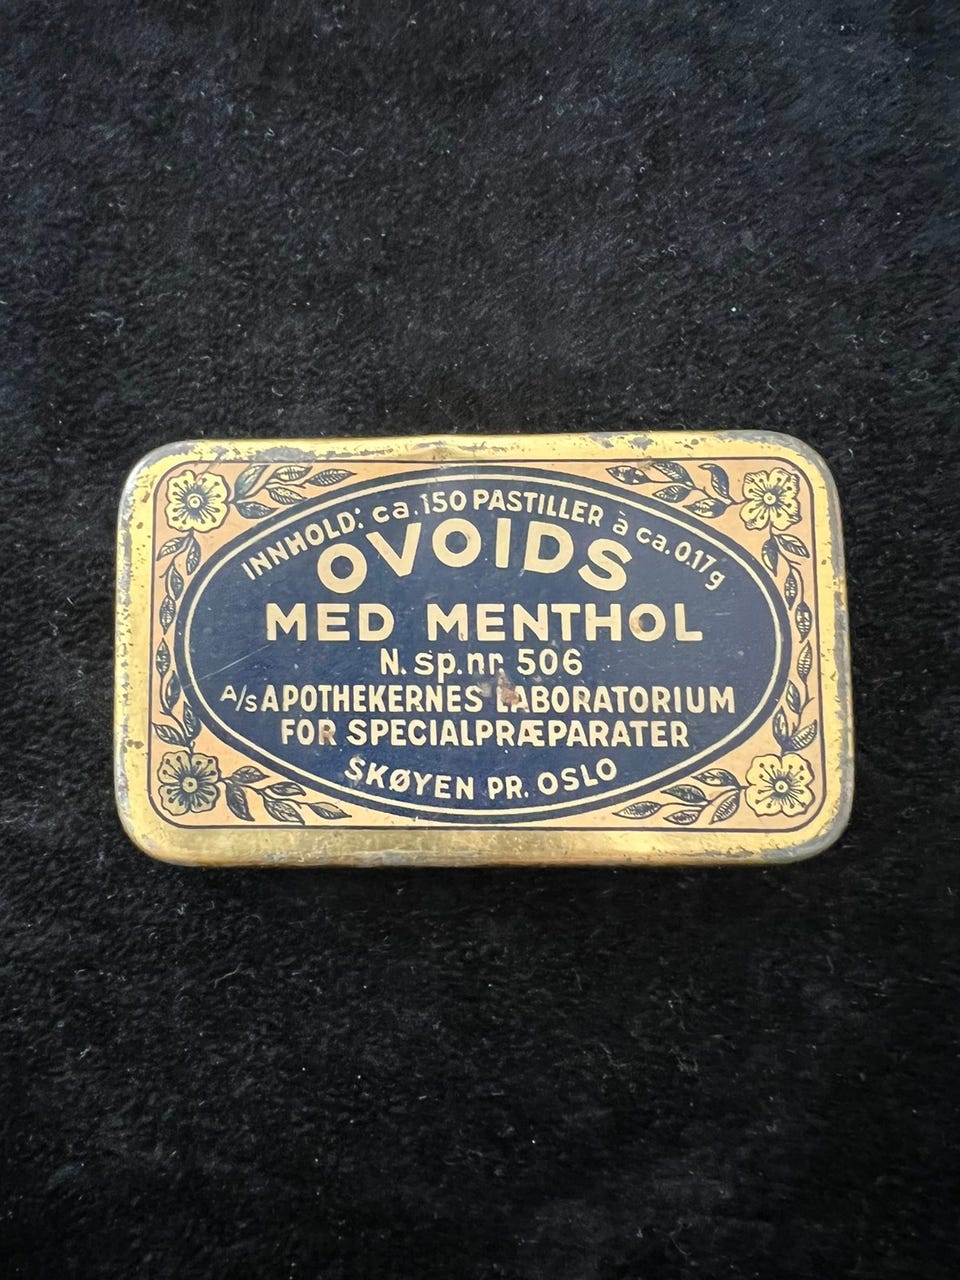 INNHOLD: ca. 150 PASTILLER à ca. 0.17g
OVOIDS
MED MENTHOL
N. sp. nr. 506
A/s APOTHEKERNES LABORATORIUM
FOR SPECIALPRÆPARATER
SKØYEN PR. OSLO